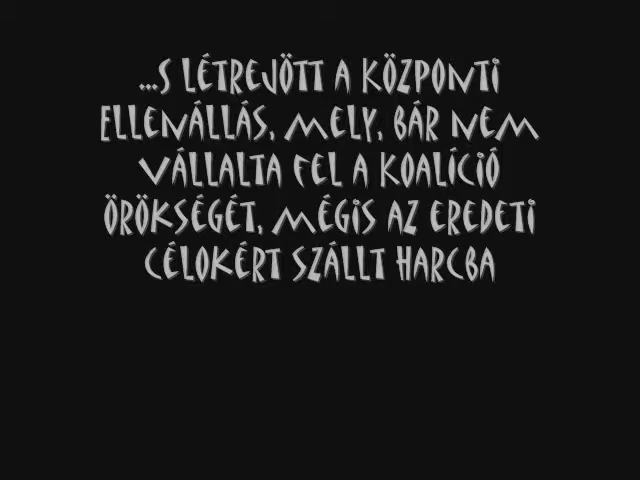 ...S LÉTREJÖTT A KÖZPONTI
ELLENÁLLÁS, MELY, BÁR NEM
VÁLLALTA FEL A KOALÍCIÓ
ÖRÖKSÉGÉT, MÉGIS AZ EREDETI
CÉLOKÉRT SZÁLLT HARCBA